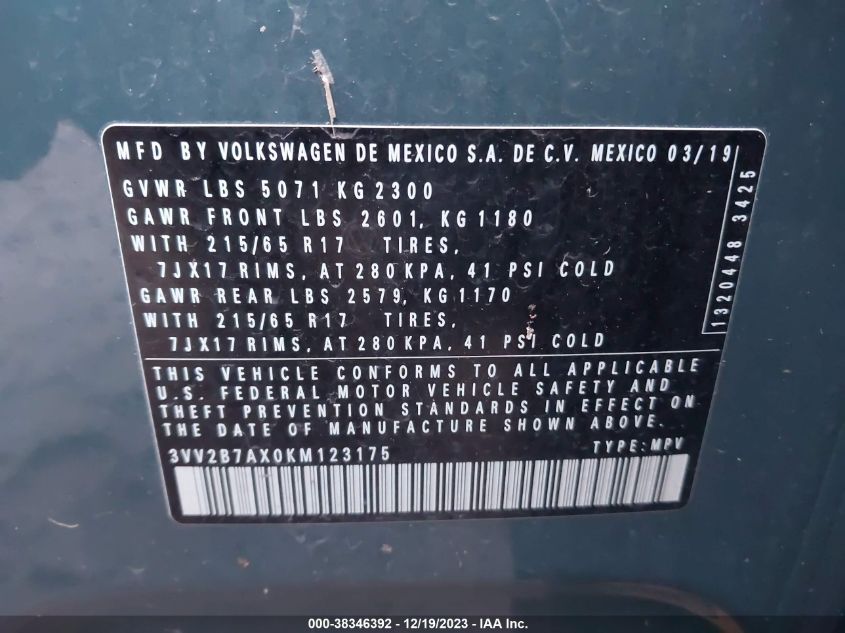 MFD BY VOLKSWAGEN DE MEXICO S.A. DE C.V. MEXICO 03/19
GVWR LBS 5071 KG 2300
GAWR FRONT LBS 2601, KG 1180
WITH 215/65 R17 TIRES,
7JX17 RIMS, AT 280 KPA, 41 PSI COLD
GAWR REAR LBS 2579, KG 1170
WITH 215/65 R17 TIRES,
7JX17 RIMS, AT 280 KPA, 41 PSI COLD
1320448 3425
THIS VEHICLE CONFORMS TO ALL APPLICABLE
U.S. FEDERAL MOTOR VEHICLE SAFETY AND
THEFT PREVENTION STANDARDS IN EFFECT ON
THE DATE OF MANUFACTURE SHOWN ABOVE.
3VV2B7AX0KM123175 TYPE: MPV
000-38346392 - 12/19/2023 - IAA Inc.